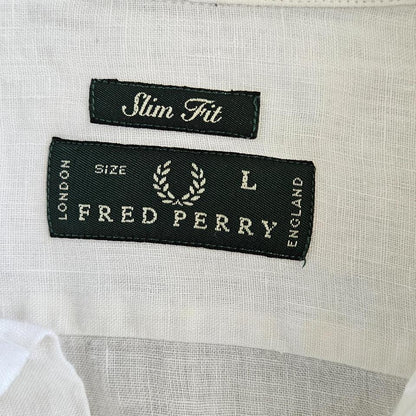 Slim Fit
LONDON
SIZE L
FRED PERRY
ENGLAND